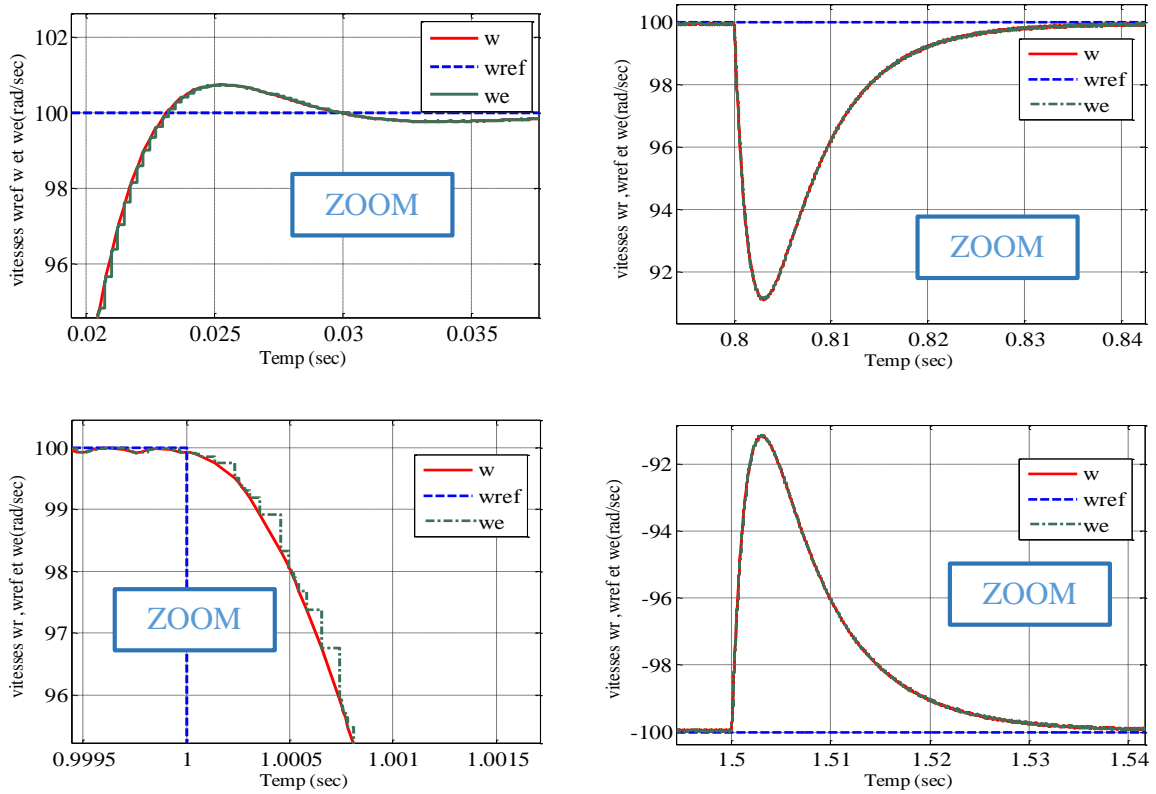 vitesses wref w et we(rad/sec)
102
100
98
96
w
wref
we
ZOOM
0.02
0.025
0.03
0.035
Temp (sec)
vitesses wr ,wref et we(rad/sec)
100
98
96
94
92
w
wref
we
ZOOM
0.8
0.81
0.82
0.83
0.84
Temp (sec)
vitesses wr ,wref et we(rad/sec)
100
99
98
97
96
w
wref
we
ZOOM
0.9995
1
1.0005
1.001
1.0015
Temp (sec)
vitesses wr ,wref et we(rad/sec)
-92
-94
-96
-98
-100
w
wref
we
ZOOM
1.5
1.51
1.52
1.53
1.54
Temp (sec)